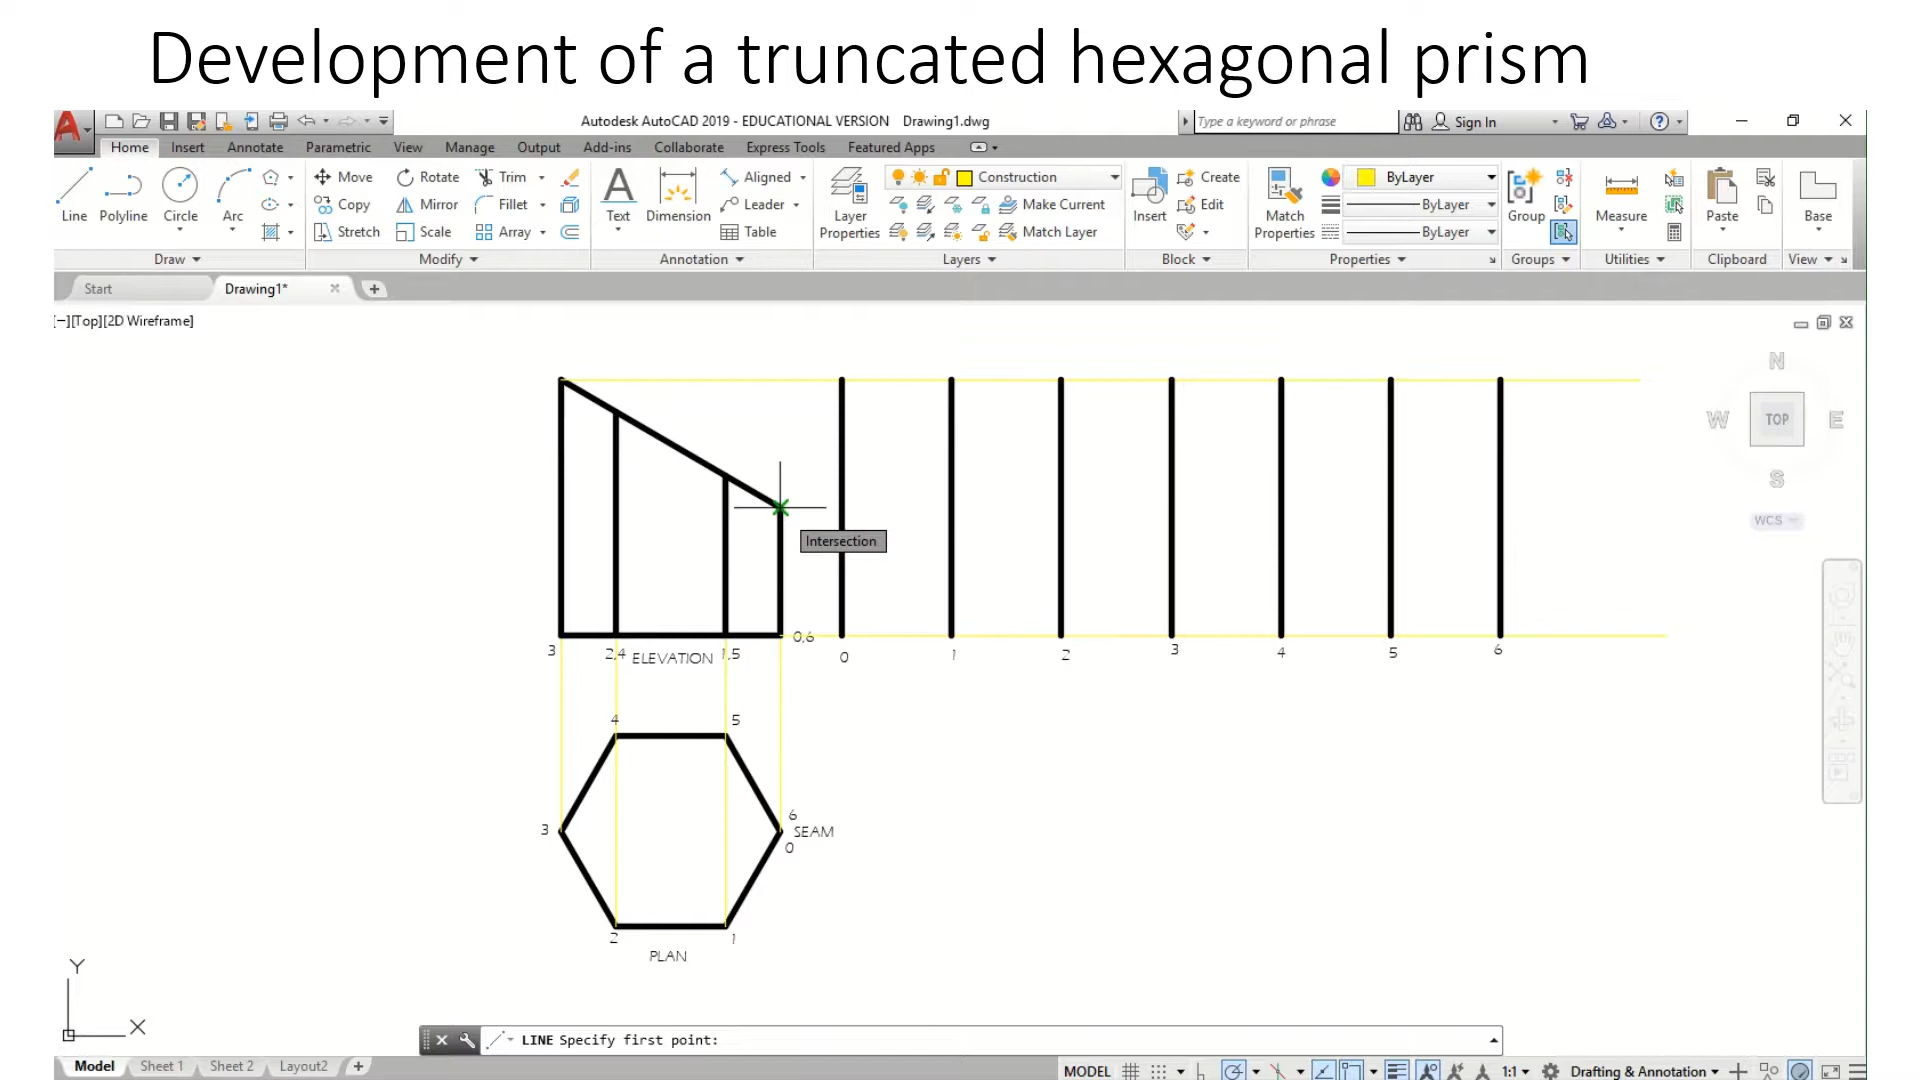 Development of a truncated hexagonal prism
Autodesk AutoCAD 2019 - EDUCATIONAL VERSION Drawing1.dwg
Type a keyword or phrase
Sign In
Home Insert Annotate Parametric View Manage Output Add-ins Collaborate Express Tools Featured Apps
Line Polyline Circle Arc
Move Rotate Trim
Copy Mirror Fillet
Stretch Scale Array
Text Dimension
Aligned
Leader
Table
Layer Properties
Construction
Make Current
Match Layer
Insert
Create
Edit
Match Properties
ByLayer
ByLayer
ByLayer
Group
Measure
Paste
Base
Draw Modify Annotation Layers Block Properties Groups Utilities Clipboard View
Start Drawing1*
[−][Top][2D Wireframe]
N
W TOP E
S
WCS
Intersection
0,6
3 2,4 ELEVATION 1,5
0 1 2 3 4 5 6
4 5
3
6
SEAM
0
2 1
PLAN
Y
X
LINE Specify first point:
Model Sheet 1 Sheet 2 Layout2
MODEL 1:1 Drafting & Annotation